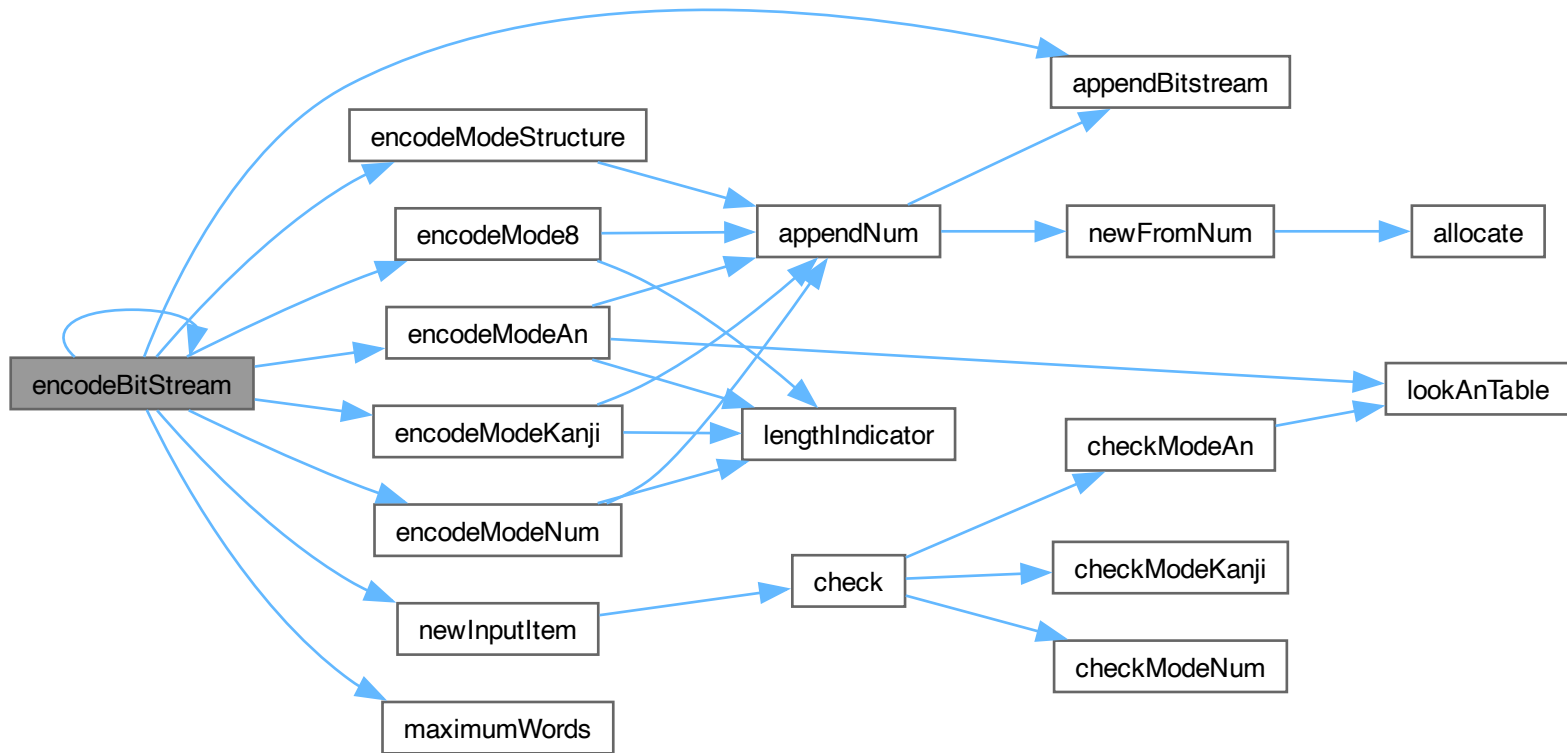 appendBitstream
encodeModeStructure
encodeMode8
appendNum
newFromNum
allocate
encodeModeAn
encodeBitStream
lookAnTable
encodeModeKanji
lengthIndicator
checkModeAn
encodeModeNum
check
checkModeKanji
newInputItem
checkModeNum
maximumWords